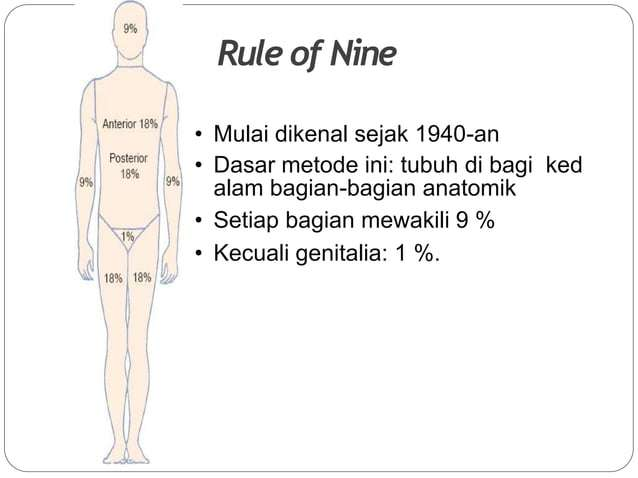 9%
Rule of Nine
Anterior 18%
Posterior
18%
9%
9%
1%
18%
18%
• Mulai dikenal sejak 1940-an
• Dasar metode ini: tubuh di bagi ked
alam bagian-bagian anatomik
• Setiap bagian mewakili 9 %
• Kecuali genitalia: 1 %.